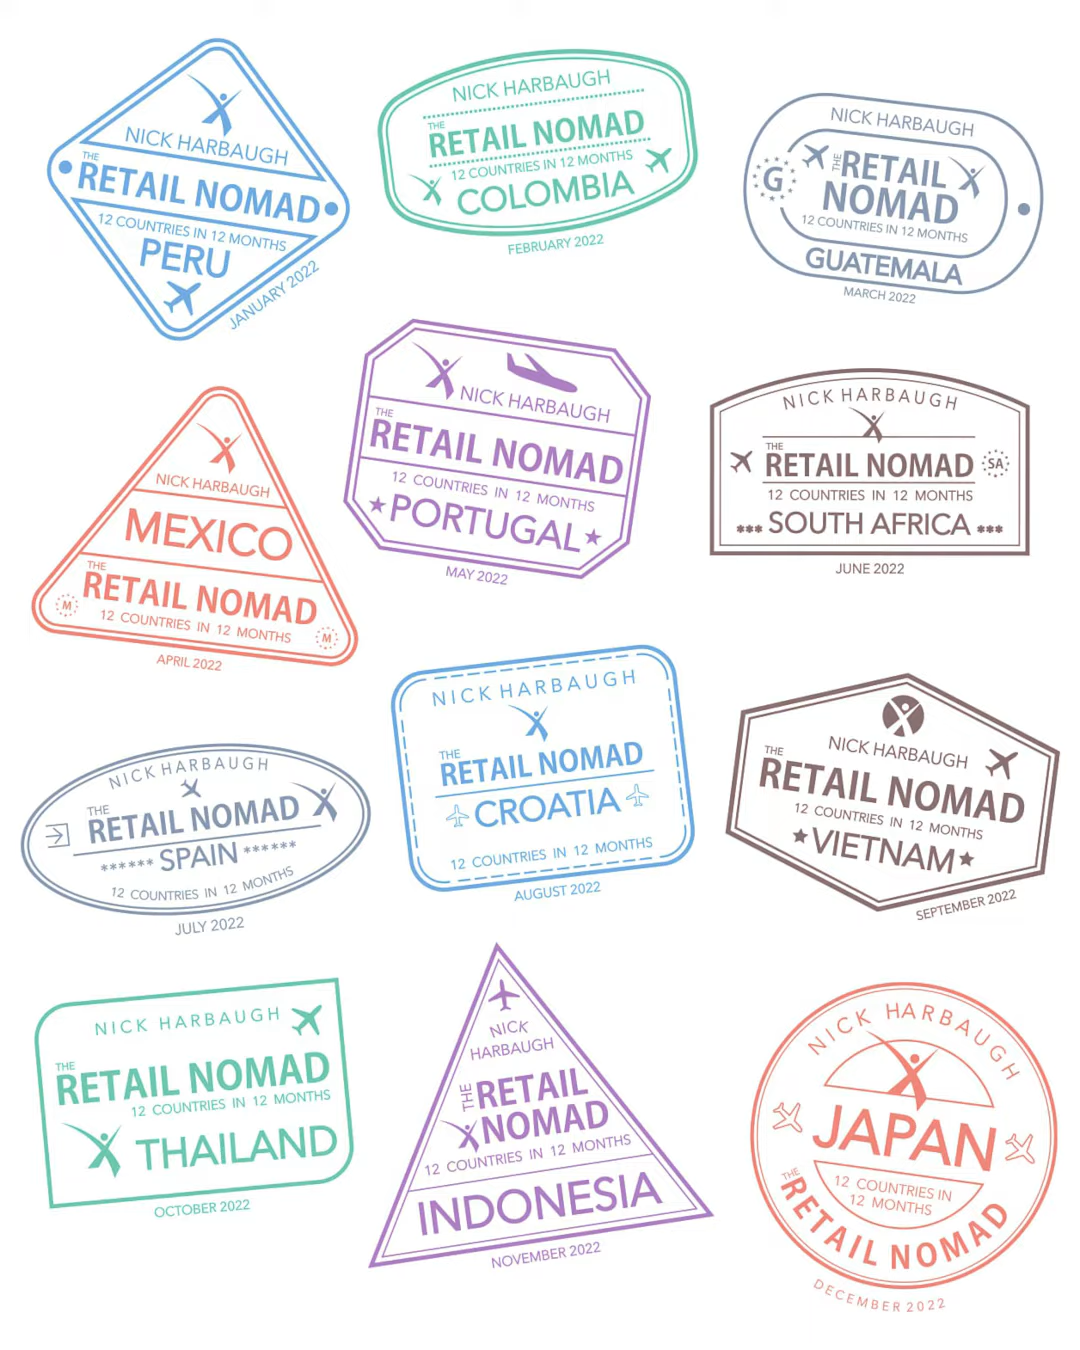 NICK HARBAUGH
THE
RETAIL NOMAD
12 COUNTRIES IN 12 MONTHS
PERU
JANUARY 2022
NICK HARBAUGH
THE
RETAIL NOMAD
12 COUNTRIES IN 12 MONTHS
COLOMBIA
FEBRUARY 2022
NICK HARBAUGH
G
THE
RETAIL
NOMAD
12 COUNTRIES IN 12 MONTHS
GUATEMALA
MARCH 2022
NICK HARBAUGH
MEXICO
THE
RETAIL NOMAD
12 COUNTRIES IN 12 MONTHS
M
M
APRIL 2022
NICK HARBAUGH
THE
RETAIL NOMAD
12 COUNTRIES IN 12 MONTHS
PORTUGAL
MAY 2022
NICK HARBAUGH
THE
RETAIL NOMAD
SA
12 COUNTRIES IN 12 MONTHS
*** SOUTH AFRICA ***
JUNE 2022
NICK HARBAUGH
THE
RETAIL NOMAD
****** SPAIN ******
12 COUNTRIES IN 12 MONTHS
JULY 2022
NICK HARBAUGH
THE
RETAIL NOMAD
CROATIA
12 COUNTRIES IN 12 MONTHS
AUGUST 2022
NICK HARBAUGH
THE
RETAIL NOMAD
12 COUNTRIES IN 12 MONTHS
VIETNAM
SEPTEMBER 2022
NICK HARBAUGH
THE
RETAIL NOMAD
12 COUNTRIES IN 12 MONTHS
THAILAND
OCTOBER 2022
NICK
HARBAUGH
THE
RETAIL
NOMAD
12 COUNTRIES IN 12 MONTHS
INDONESIA
NOVEMBER 2022
NICK HARBAUGH
JAPAN
12 COUNTRIES IN
12 MONTHS
THE
RETAIL NOMAD
DECEMBER 2022